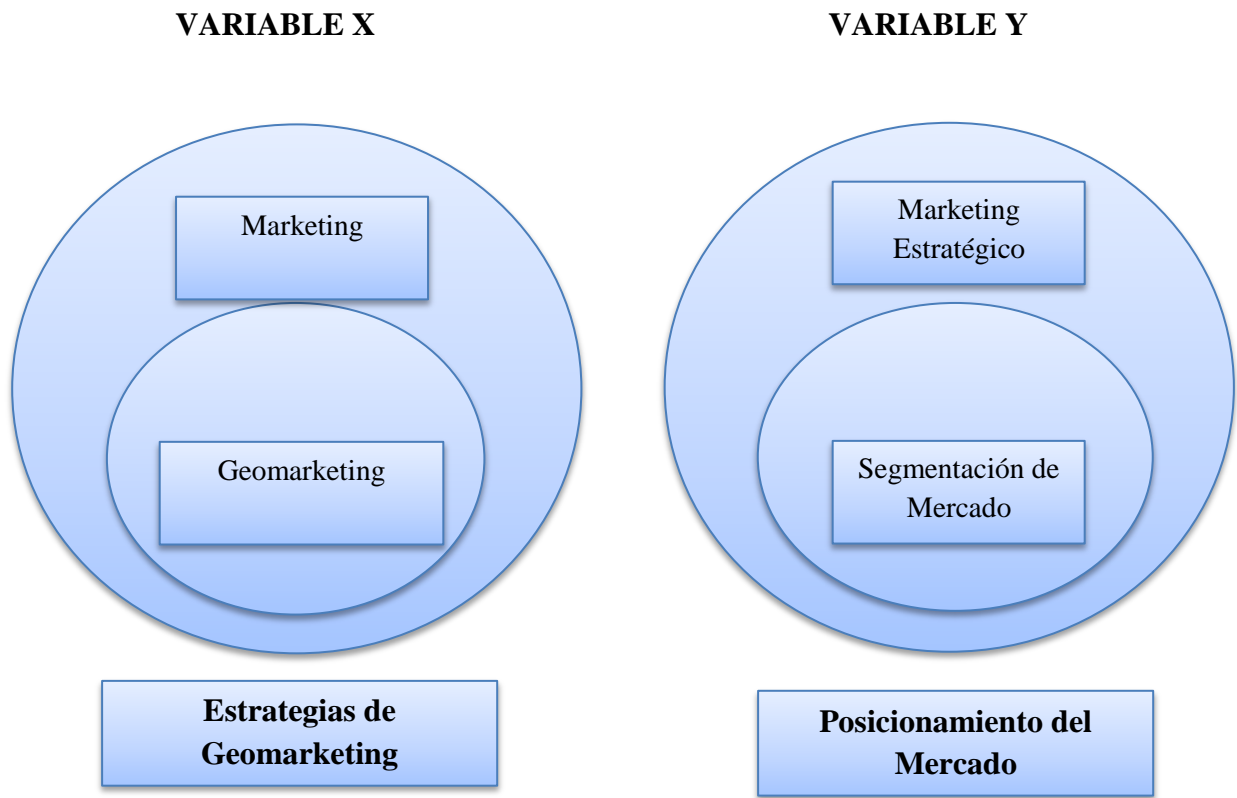 VARIABLE X
VARIABLE Y
Marketing
Geomarketing
Estrategias de
Geomarketing
Marketing
Estratégico
Segmentación de
Mercado
Posicionamiento del
Mercado